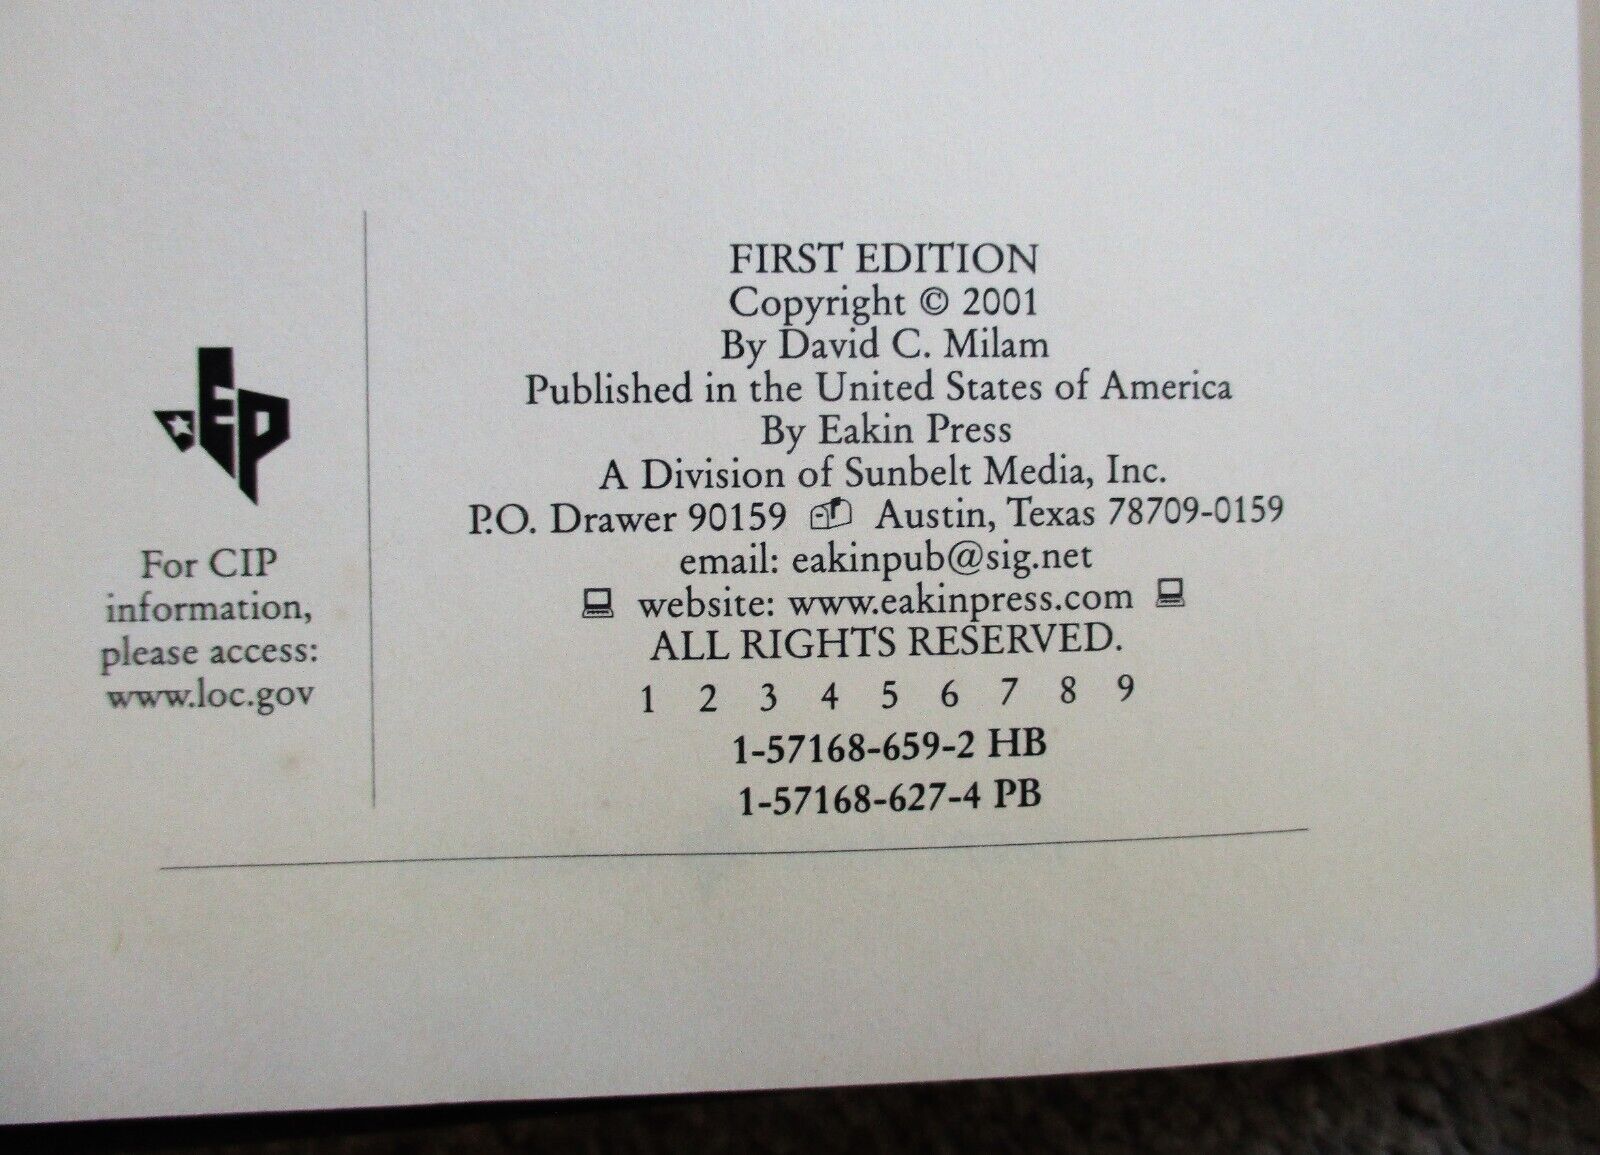 EP
For CIP
information,
please access:
www.loc.gov
FIRST EDITION
Copyright © 2001
By David C. Milam
Published in the United States of America
By Eakin Press
A Division of Sunbelt Media, Inc.
P.O. Drawer 90159 Austin, Texas 78709-0159
email: eakinpub@sig.net
website: www.eakinpress.com
ALL RIGHTS RESERVED.
1 2 3 4 5 6 7 8 9
1-57168-659-2 HB
1-57168-627-4 PB